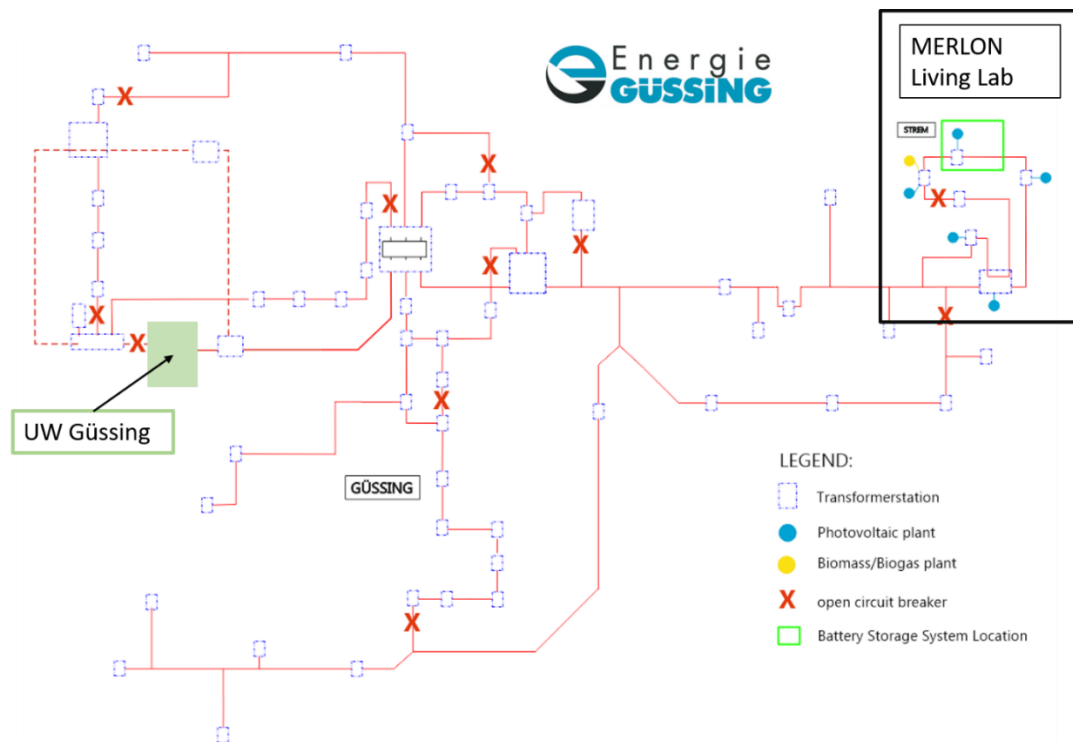 Energie
GÜSSING
MERLON
Living Lab
STREM
X
X
X
X
X
X
X
X
X
X
X
UW Güssing
GÜSSING
LEGEND:
Transformerstation
Photovoltaic plant
Biomass/Biogas plant
X open circuit breaker
Battery Storage System Location